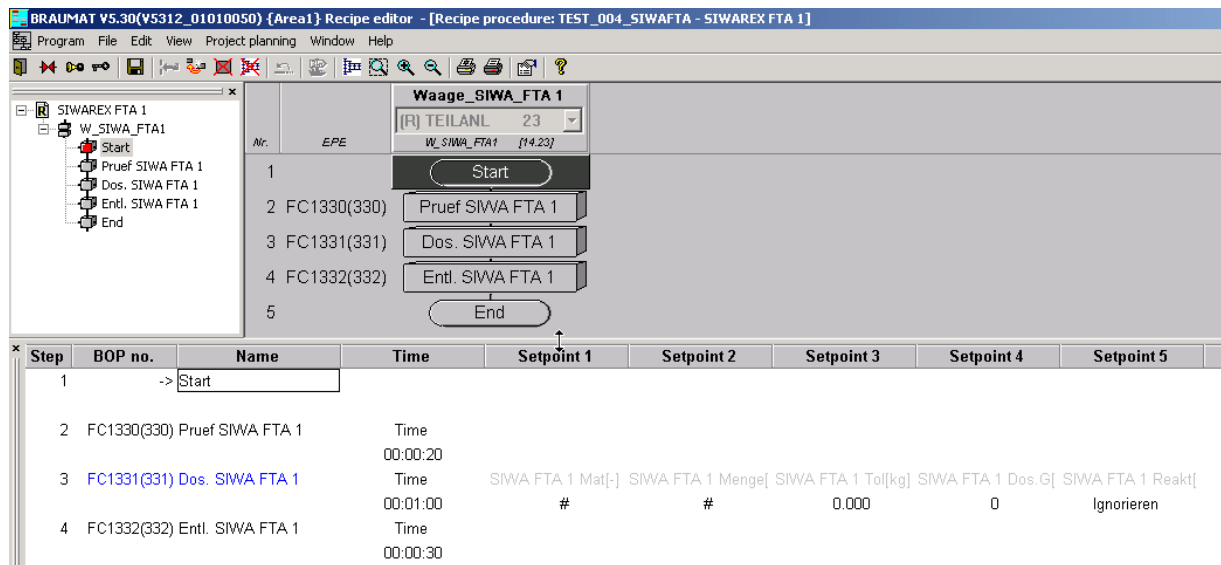 BRAUMAT V5.30(V5312_01010050) {Area1} Recipe editor - [Recipe procedure: TEST_004_SIWAFTA - SIWAREX FTA 1]
Program File Edit View Project planning Window Help
SIWAREX FTA 1
W_SIWA_FTA1
Start
Pruef SIWA FTA 1
Dos. SIWA FTA 1
Entl. SIWA FTA 1
End
Waage_SIWA_FTA 1
(R) TEILANL 23
Nr. EPE W_SIWA_FTA1 [14.23]
1 Start
2 FC1330(330) Pruef SIWA FTA 1
3 FC1331(331) Dos. SIWA FTA 1
4 FC1332(332) Entl. SIWA FTA 1
5 End
Step BOP no. Name Time Setpoint 1 Setpoint 2 Setpoint 3 Setpoint 4 Setpoint 5
1 -> Start
2 FC1330(330) Pruef SIWA FTA 1 Time
00:00:20
3 FC1331(331) Dos. SIWA FTA 1 Time SIWA FTA 1 Mat[-] SIWA FTA 1 Menge[ SIWA FTA 1 Tol[kg] SIWA FTA 1 Dos.G[ SIWA FTA 1 Reakt[
00:01:00 # # 0.000 0 Ignorieren
4 FC1332(332) Entl. SIWA FTA 1 Time
00:00:30